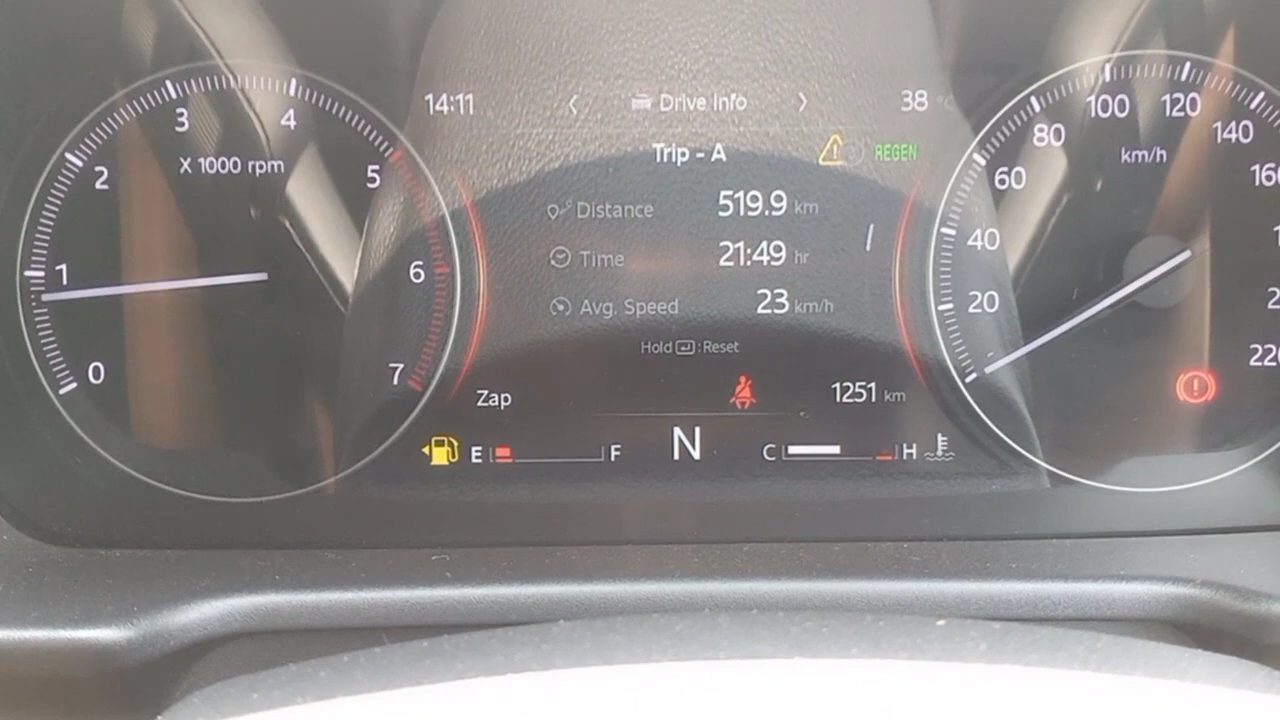 14:11 < Drive Info > 38 °C
Trip - A REGEN
Distance 519.9 km
Time 21:49 hr
Avg. Speed 23 km/h
Hold : Reset
Zap 1251 km
E F N C H
0 1 2 3 4 5 6 7
X 1000 rpm
20 40 60 80 100 120 140
km/h
220